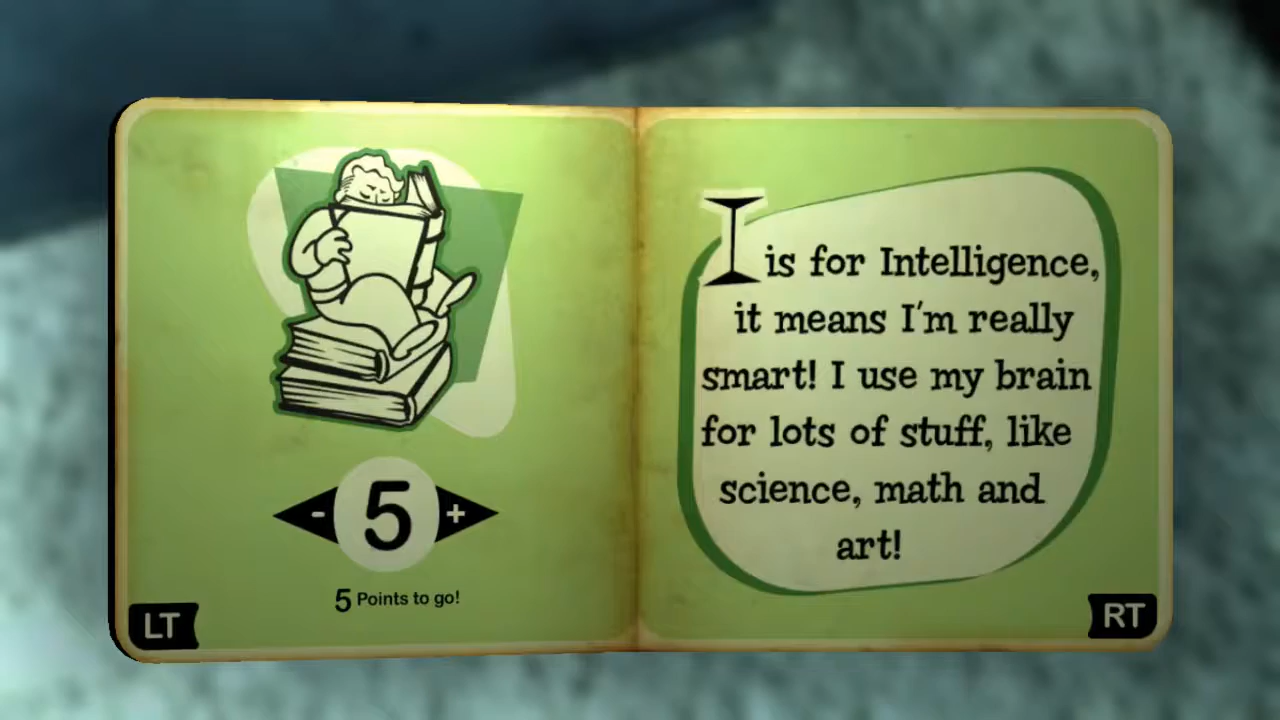 - 5 +
5 Points to go!
LT
I is for Intelligence,
it means I'm really
smart! I use my brain
for lots of stuff, like
science, math and
art!
RT